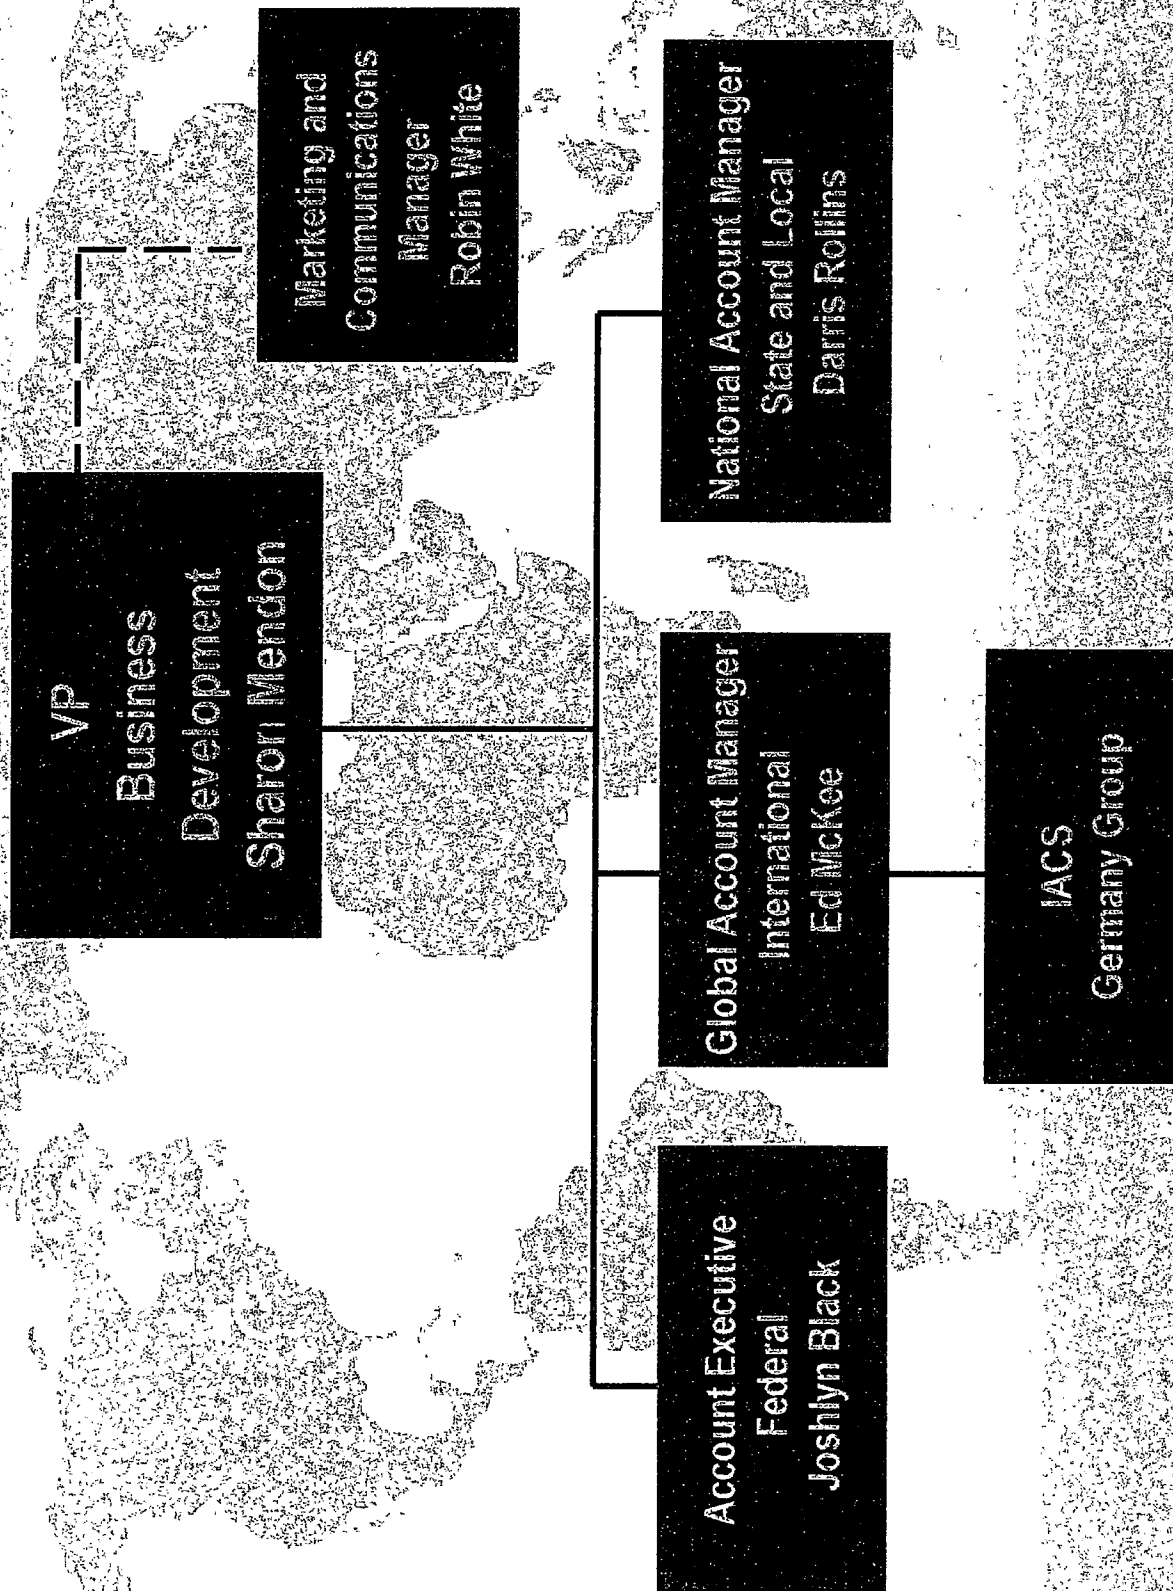 VP
Business
Development
Sharon Mendon
Marketing and
Communications
Manager
Robin White
Account Executive
Federal
Joshlyn Black
Global Account Manager
International
Ed McKee
National Account Manager
State and Local
Darris Rollins
IACS
Germany Group